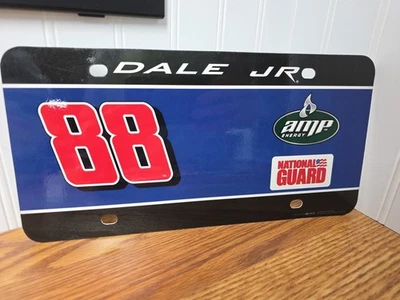 DALE JR.
88
amp
ENERGY
NATIONAL
GUARD